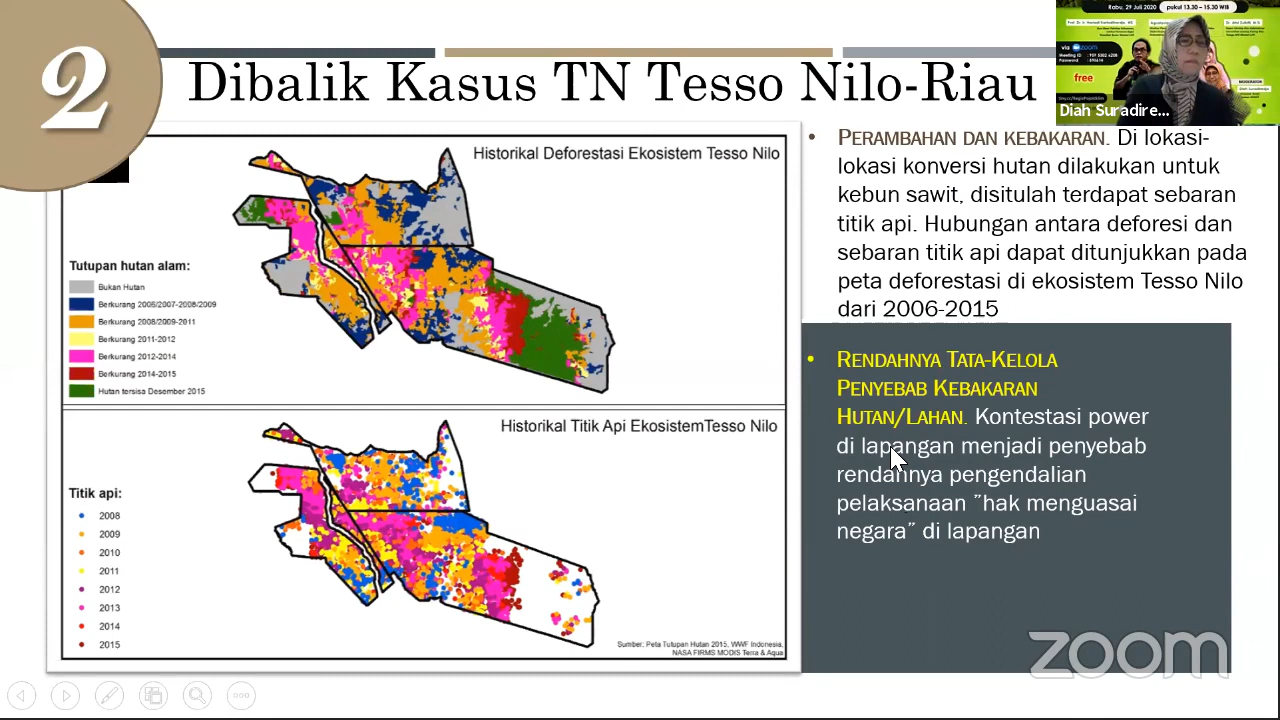 2
Dibalik Kasus TN Tesso Nilo-Riau
Rabu, 29 Juli 2020 pukul 13.30 - 15.30 WIB
via zoom
free
Diah Suradire...
Historikal Deforestasi Ekosistem Tesso Nilo
Tutupan hutan alam:
Bukan Hutan
Berkurang 2006/2007-2008/2009
Berkurang 2008/2009-2011
Berkurang 2011-2012
Berkurang 2012-2014
Berkurang 2014-2015
Hutan tersisa Desember 2015
Historikal Titik Api EkosistemTesso Nilo
Titik api:
2008
2009
2010
2011
2012
2013
2014
2015
Sumber: Peta Tutupan Hutan 2015, WWF Indonesia,
NASA FIRMS MODIS Terra & Aqua
• PERAMBAHAN DAN KEBAKARAN. Di lokasi-
lokasi konversi hutan dilakukan untuk
kebun sawit, disitulah terdapat sebaran
titik api. Hubungan antara deforesi dan
sebaran titik api dapat ditunjukkan pada
peta deforestasi di ekosistem Tesso Nilo
dari 2006-2015
• RENDAHNYA TATA-KELOLA
PENYEBAB KEBAKARAN
HUTAN/LAHAN. Kontestasi power
di lapangan menjadi penyebab
rendahnya pengendalian
pelaksanaan ”hak menguasai
negara” di lapangan
zoom